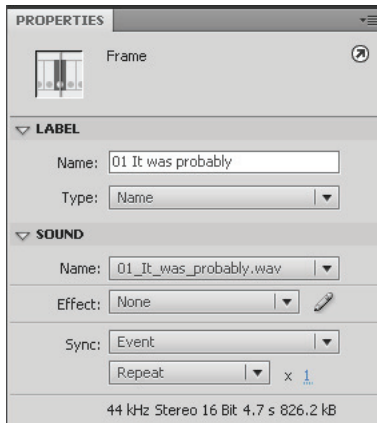 PROPERTIES
Frame
LABEL
Name: 01 It was probably
Type: Name
SOUND
Name: 01_It_was_probably.wav
Effect: None
Sync: Event
Repeat x 1
44 kHz Stereo 16 Bit 4.7 s 826.2 kB